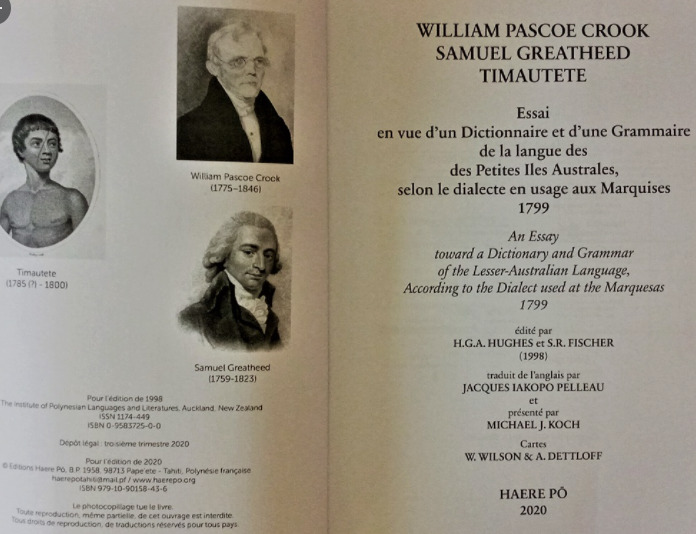 William Pascoe Crook
(1775-1846)
Timautete
(1785 (?) - 1800)
Samuel Greatheed
(1759-1823)
Pour l'édition de 1998
The Institute of Polynesian Languages and Literatures, Auckland, New Zealand
ISSN 1174-449
ISBN 0-9583725-0-0
Dépôt légal : troisième trimestre 2020
Pour l'édition de 2020
© Editions Haere Pō, B.P. 1958, 98713 Pape'ete - Tahiti, Polynésie française
haerepotahiti@mail.pf / www.haerepo.org
ISBN 979-10-90158-43-6
Le photocopillage tue le livre.
Toute reproduction, même partielle, de cet ouvrage est interdite.
Tous droits de reproduction, de traductions réservés pour tous pays.
WILLIAM PASCOE CROOK
SAMUEL GREATHEED
TIMAUTETE
Essai
en vue d'un Dictionnaire et d'une Grammaire
de la langue des
des Petites Iles Australes,
selon le dialecte en usage aux Marquises
1799
An Essay
toward a Dictionary and Grammar
of the Lesser-Australian Language,
According to the Dialect used at the Marquesas
1799
édité par
H.G.A. HUGHES et S.R. FISCHER
(1998)
traduit de l'anglais par
JACQUES IAKOPO PELLEAU
et
présenté par
MICHAEL J. KOCH
Cartes
W. WILSON & A. DETTLOFF
HAERE PŌ
2020